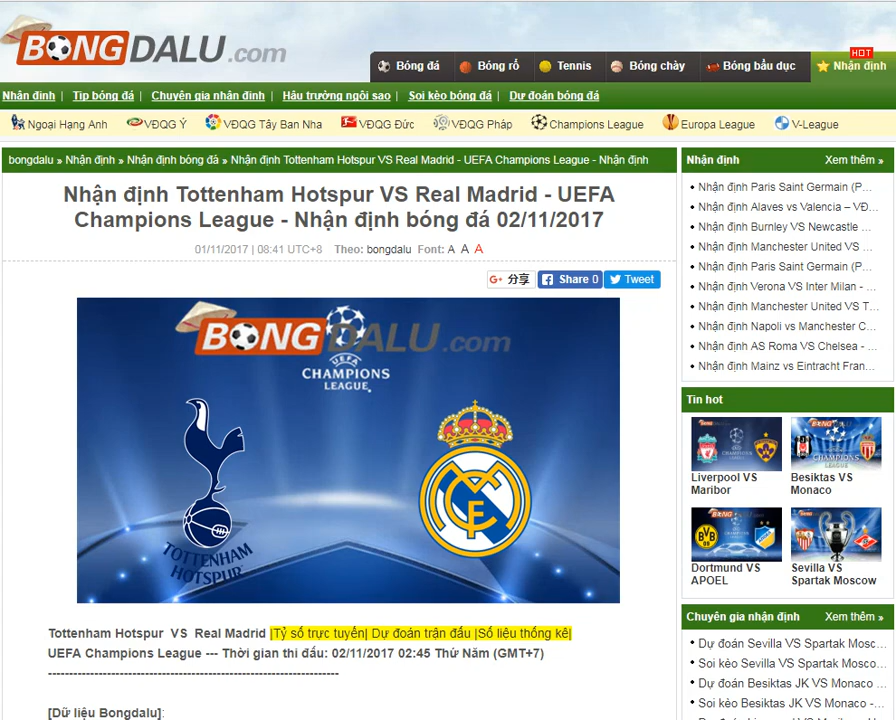 BONGDALU.com
Bóng đá
Bóng rổ
Tennis
Bóng chày
Bóng bầu dục
HOT
Nhận định
Nhận định | Tip bóng đá | Chuyên gia nhận định | Hậu trường ngôi sao | Soi kèo bóng đá | Dự đoán bóng đá
Ngoại Hạng Anh
VĐQG Ý
VĐQG Tây Ban Nha
VĐQG Đức
VĐQG Pháp
Champions League
Europa League
V-League
bongdalu » Nhận định » Nhận định bóng đá » Nhận định Tottenham Hotspur VS Real Madrid - UEFA Champions League - Nhận định
Nhận định Tottenham Hotspur VS Real Madrid - UEFA
Champions League - Nhận định bóng đá 02/11/2017
01/11/2017 | 08:41 UTC+8 Theo: bongdalu Font: A A A
G+ 分享
Share 0
Tweet
BONGDALU.com
UEFA
CHAMPIONS
LEAGUE.
TOTTENHAM
HOTSPUR
Tottenham Hotspur VS Real Madrid |Tỷ số trực tuyến| Dự đoán trận đấu |Số liệu thống kê|
UEFA Champions League --- Thời gian thi đấu: 02/11/2017 02:45 Thứ Năm (GMT+7)
----------------------------------------------------------------------
[Dữ liệu Bongdalu]:
Nhận định
Xem thêm »
Nhận định Paris Saint Germain (P...
Nhận định Alaves vs Valencia – VĐ...
Nhận định Burnley VS Newcastle ...
Nhận định Manchester United VS ...
Nhận định Paris Saint Germain (P...
Nhận định Verona VS Inter Milan - ...
Nhận định Manchester United VS T...
Nhận định Napoli vs Manchester C...
Nhận định AS Roma VS Chelsea - ...
Nhận định Mainz vs Eintracht Fran...
Tin hot
Liverpool VS
Maribor
Besiktas VS
Monaco
Dortmund VS
APOEL
Sevilla VS
Spartak Moscow
Chuyên gia nhận định
Xem thêm »
Dự đoán Sevilla VS Spartak Mosc...
Soi kèo Sevilla VS Spartak Mosco...
Dự đoán Besiktas JK VS Monaco ...
Soi kèo Besiktas JK VS Monaco -...